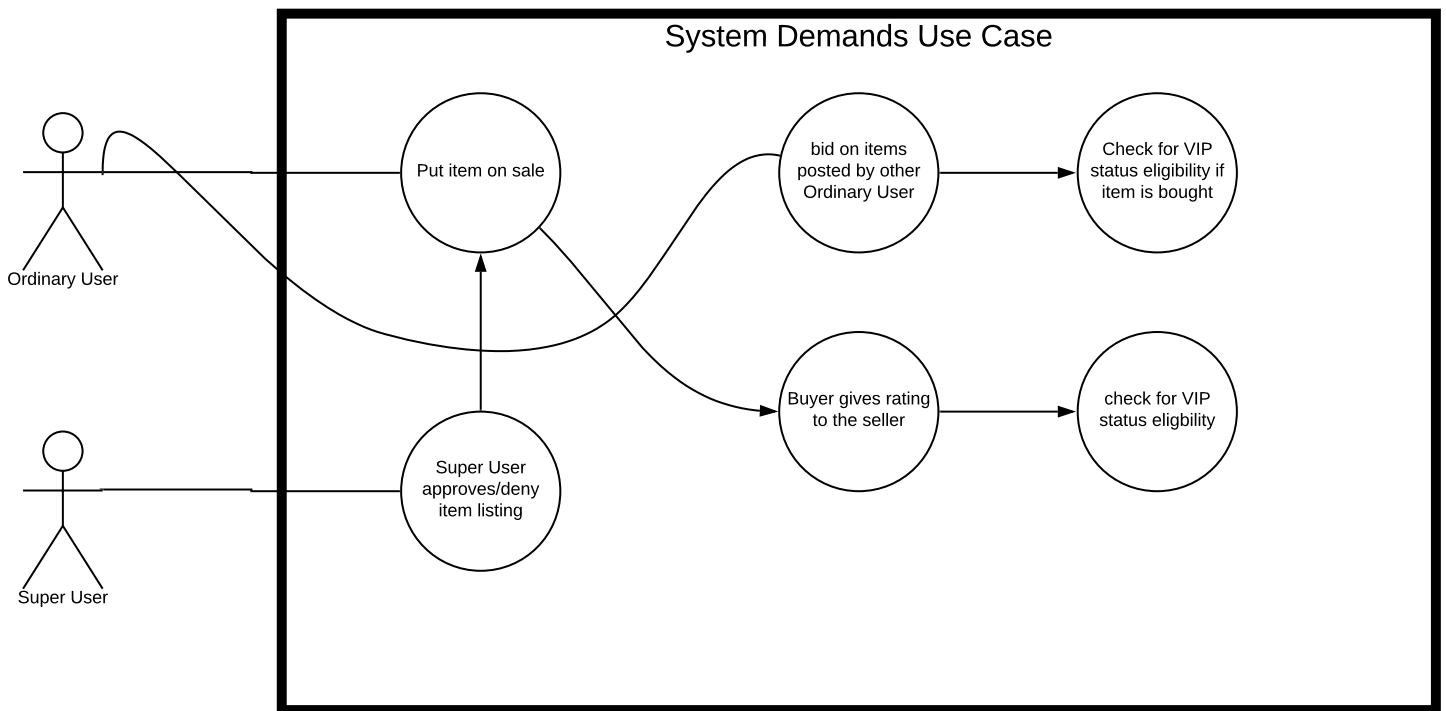 System Demands Use Case
Put item on sale
bid on items
posted by other
Ordinary User
Check for VIP
status eligibility if
item is bought
Ordinary User
Buyer gives rating
to the seller
check for VIP
status eligbility
Super User
approves/deny
item listing
Super User